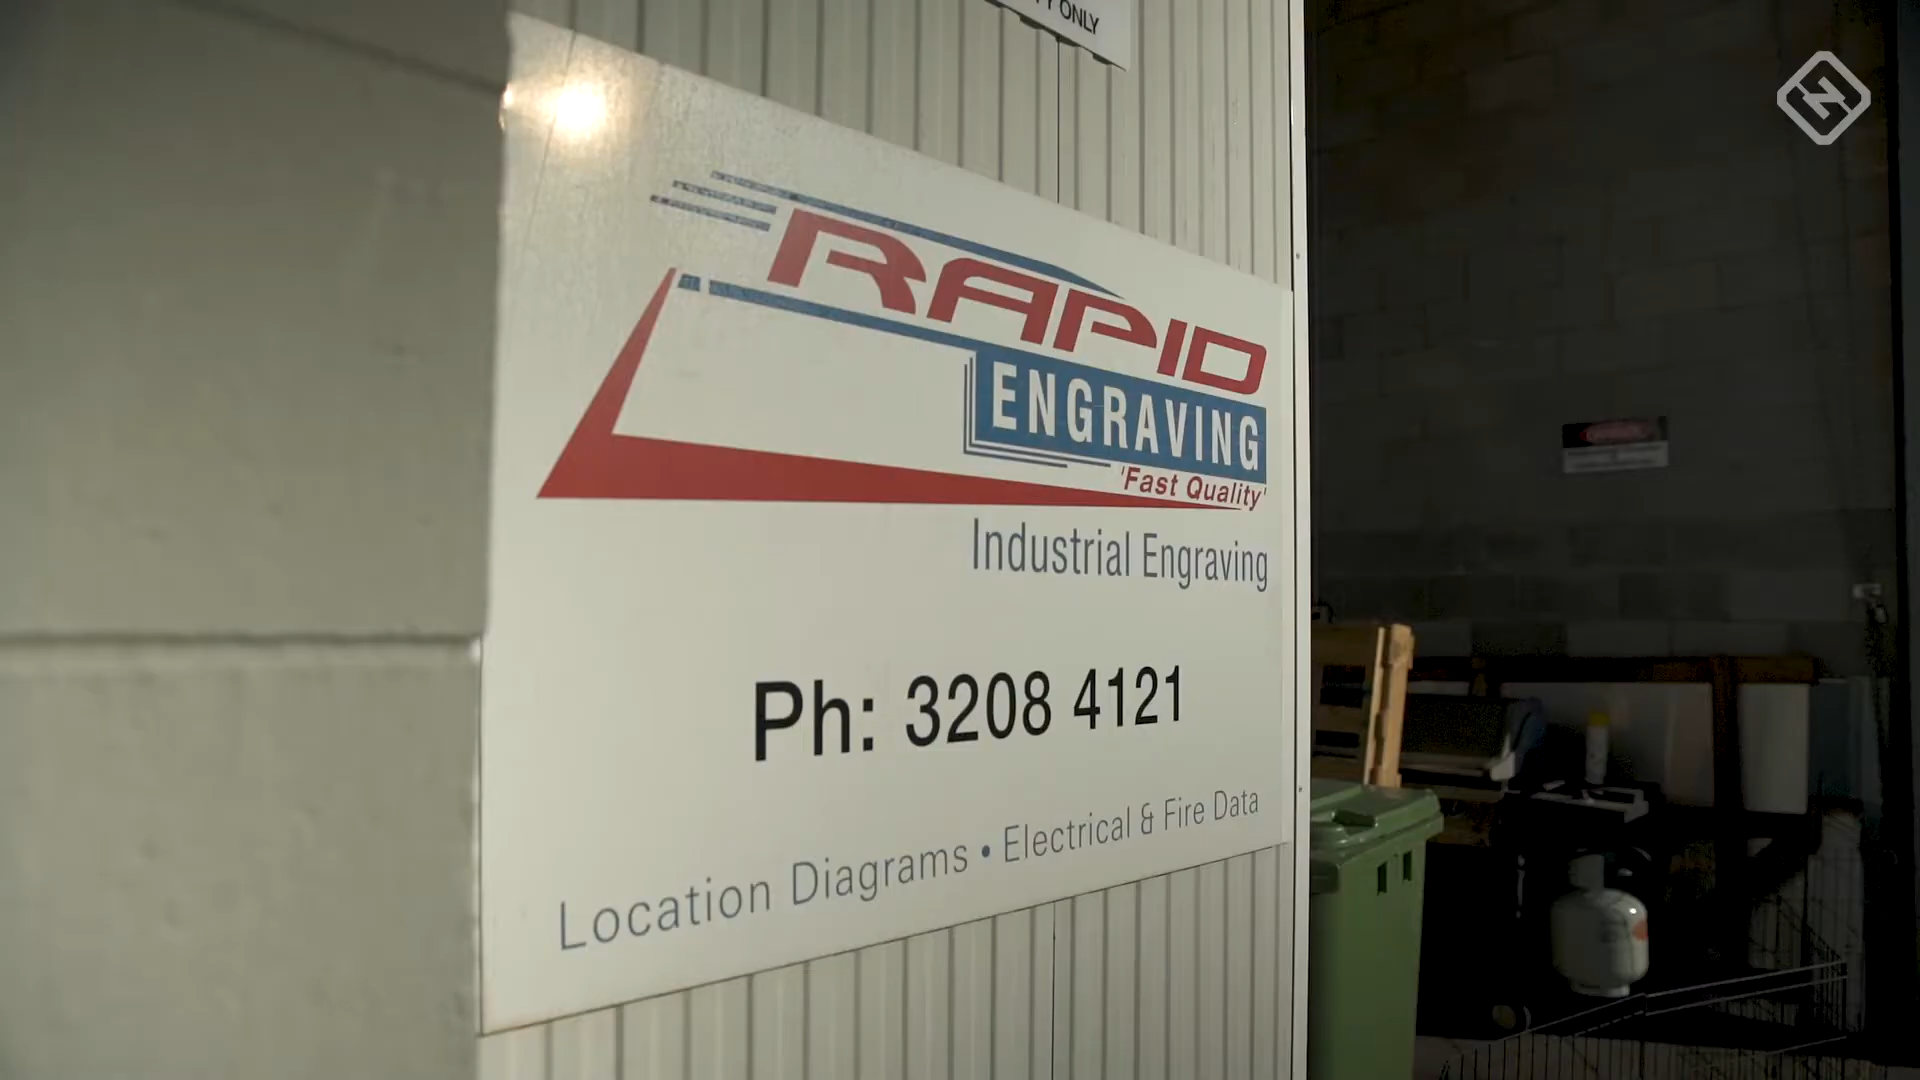 ONLY
RAPID
ENGRAVING
'Fast Quality'
Industrial Engraving
Ph: 3208 4121
Location Diagrams • Electrical & Fire Data